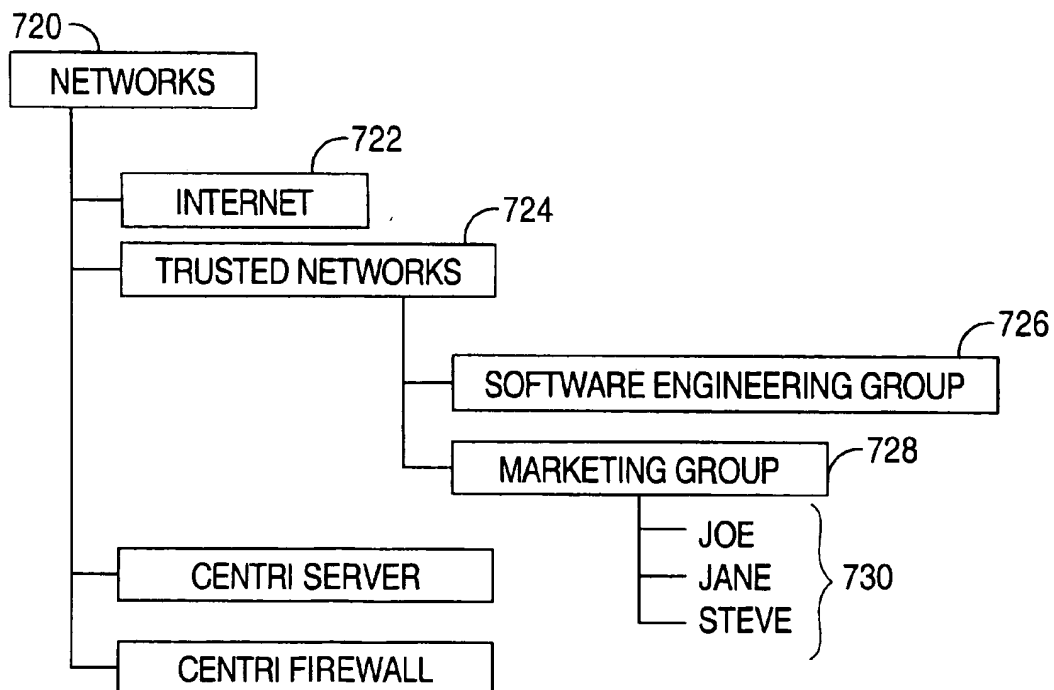 720
NETWORKS
722
INTERNET
724
TRUSTED NETWORKS
726
SOFTWARE ENGINEERING GROUP
728
MARKETING GROUP
JOE
JANE
STEVE
730
CENTRI SERVER
CENTRI FIREWALL